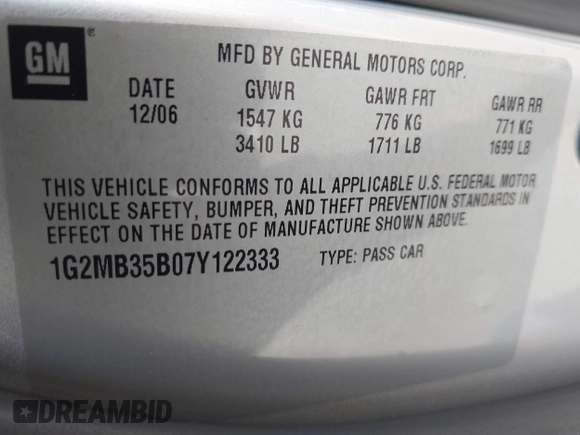 GM ®
MFD BY GENERAL MOTORS CORP.
DATE GVWR GAWR FRT GAWR RR
12/06 1547 KG 776 KG 771 KG
3410 LB 1711 LB 1699 LB
THIS VEHICLE CONFORMS TO ALL APPLICABLE U.S. FEDERAL MOTOR
VEHICLE SAFETY, BUMPER, AND THEFT PREVENTION STANDARDS IN
EFFECT ON THE DATE OF MANUFACTURE SHOWN ABOVE.
1G2MB35B07Y122333 TYPE: PASS CAR
DREAMBID